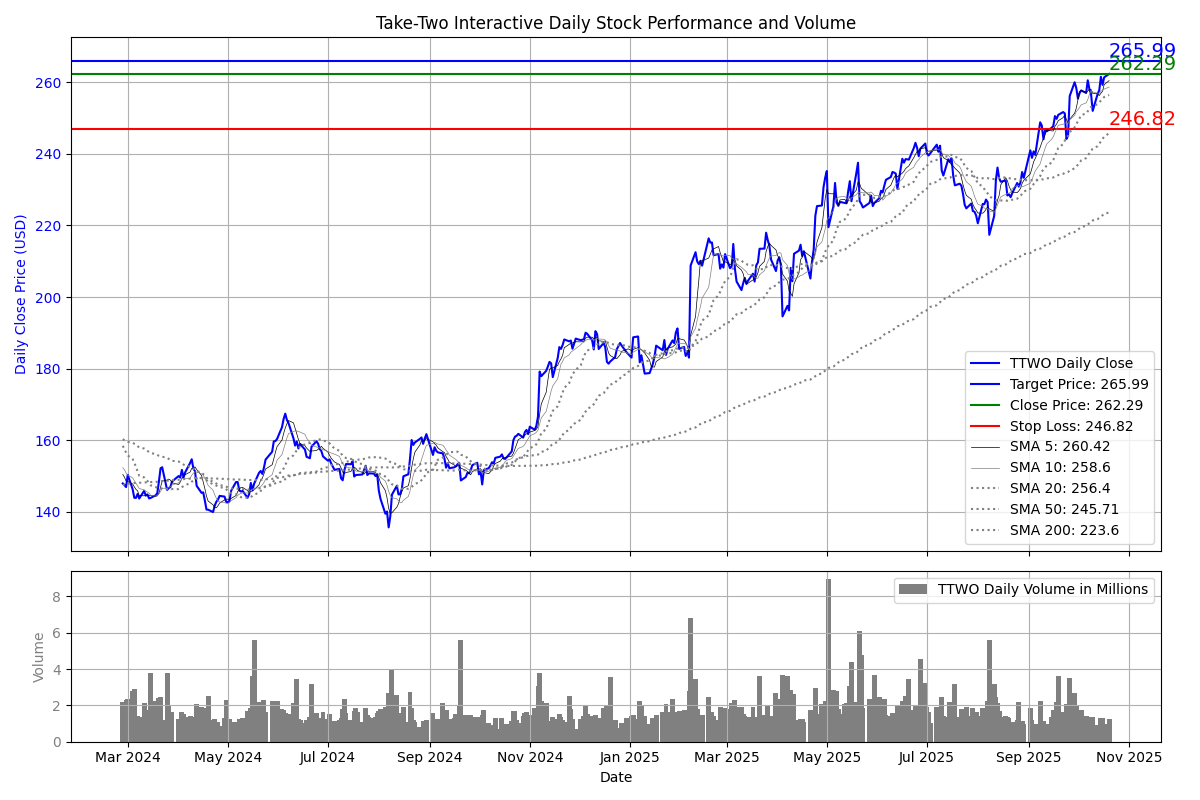 Take-Two Interactive Daily Stock Performance and Volume
265.99
262.29
246.82
Daily Close Price (USD)
260
240
220
200
180
160
140
TTWO Daily Close
Target Price: 265.99
Close Price: 262.29
Stop Loss: 246.82
SMA 5: 260.42
SMA 10: 258.6
SMA 20: 256.4
SMA 50: 245.71
SMA 200: 223.6
Volume
8
6
4
2
0
TTWO Daily Volume in Millions
Mar 2024 May 2024 Jul 2024 Sep 2024 Nov 2024 Jan 2025 Mar 2025 May 2025 Jul 2025 Sep 2025 Nov 2025
Date